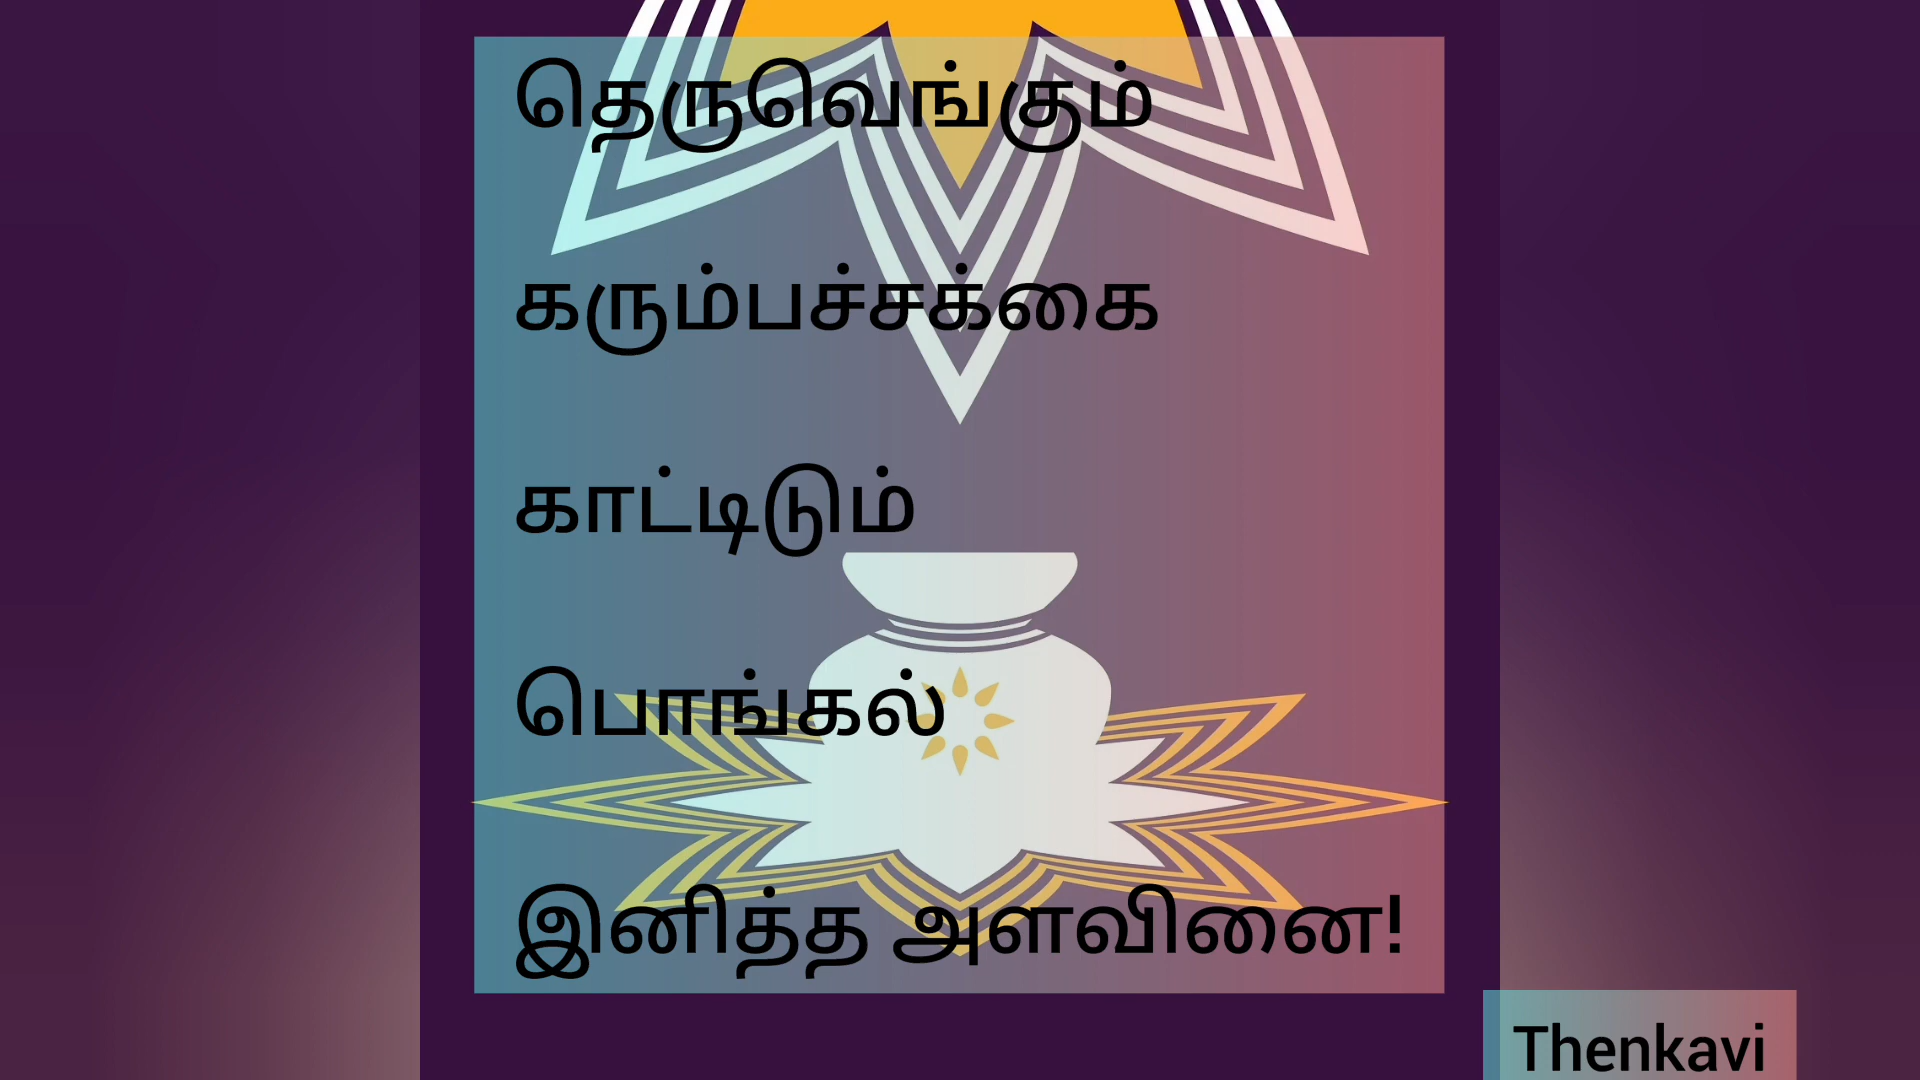 தெருவெங்கும்
கரும்பச்சக்கை
காட்டிடும்
பொங்கல்
இனித்த அளவினை!
Thenkavi